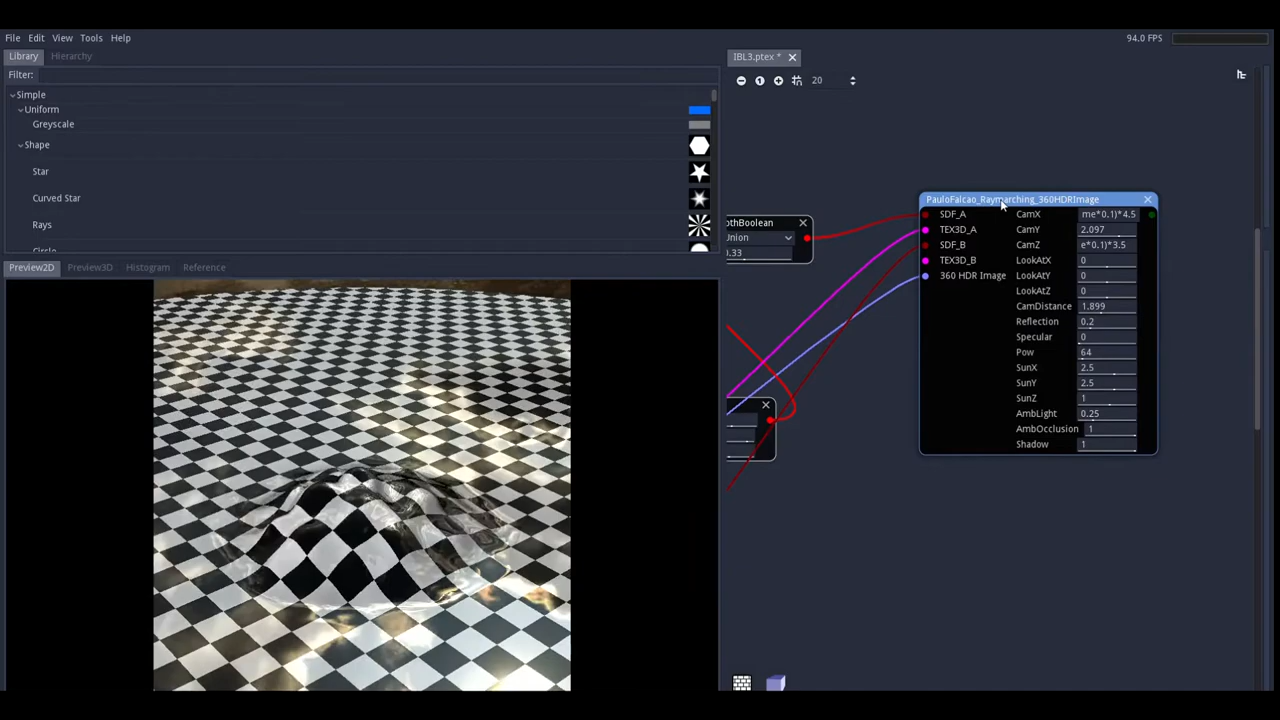 File Edit View Tools Help
94.0 FPS
Library Hierarchy
Filter:
Simple
Uniform
Greyscale
Shape
Star
Curved Star
Rays
Circle
Preview2D Preview3D Histogram Reference
IBL3.ptex *
20
othBoolean
Union
0.33
PauloFalcao_Raymarching_360HDRImage
SDF_A CamX me*0.1)*4.5
TEX3D_A CamY 2.097
SDF_B CamZ e*0.1)*3.5
TEX3D_B LookAtX 0
360 HDR Image LookAtY 0
LookAtZ 0
CamDistance 1.899
Reflection 0.2
Specular 0
Pow 64
SunX 2.5
SunY 2.5
SunZ 1
AmbLight 0.25
AmbOcclusion 1
Shadow 1